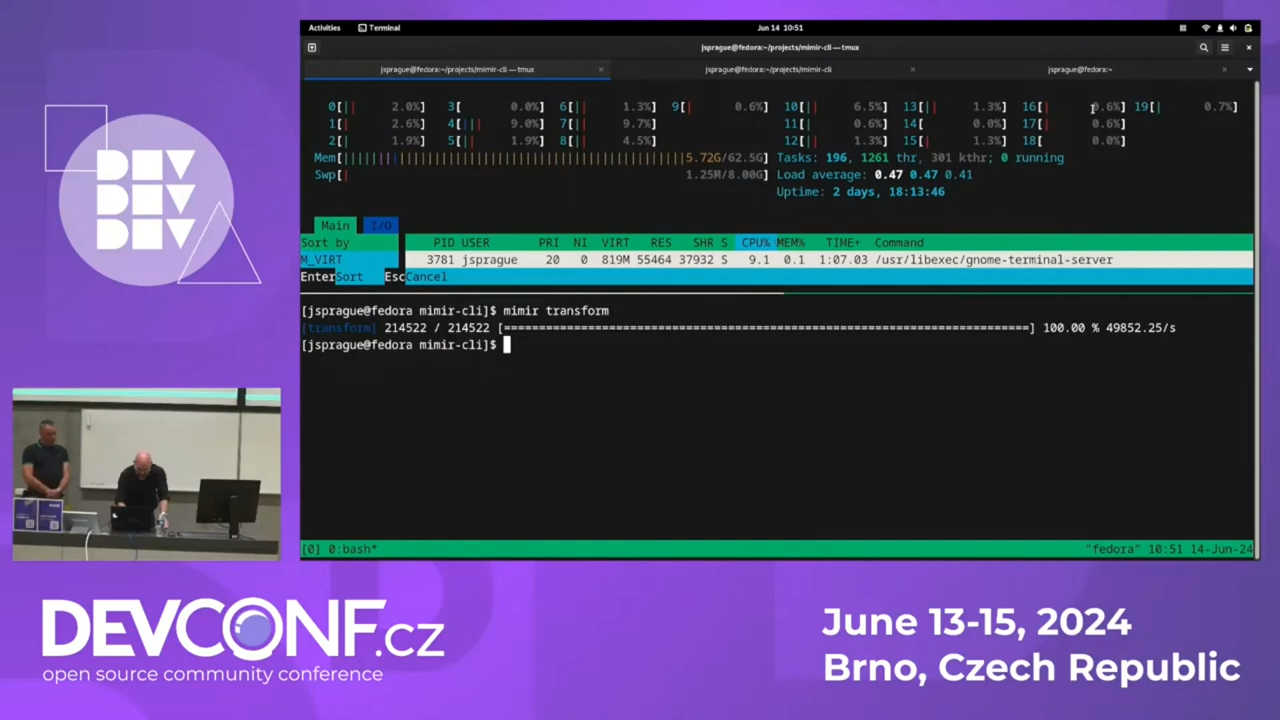 Activities Terminal Jun 14 10:51
jsprague@fedora:~/projects/mimir-cli — tmux
jsprague@fedora:~/projects/mimir-cli — tmux × jsprague@fedora:~/projects/mimir-cli × jsprague@fedora:~ ×
0[|| 2.0%] 3[ 0.0%] 6[|| 1.3%] 9[| 0.6%] 10[|| 6.5%] 13[|| 1.3%] 16[| 0.6%] 19[| 0.7%]
1[| 2.6%] 4[||| 9.0%] 7[|| 9.7%] 11[| 0.6%] 14[ 0.0%] 17[| 0.6%]
2[| 1.9%] 5[|| 1.9%] 8[|| 4.5%] 12[|| 1.3%] 15[| 1.3%] 18[ 0.0%]
Mem[ 5.72G/62.5G] Tasks: 196, 1261 thr, 301 kthr; 0 running
Swp[| 1.25M/8.00G] Load average: 0.47 0.47 0.41
Uptime: 2 days, 18:13:46
Main I/O
Sort by PID USER PRI NI VIRT RES SHR S CPU% MEM% TIME+ Command
M_VIRT 3781 jsprague 20 0 819M 55464 37932 S 9.1 0.1 1:07.03 /usr/libexec/gnome-terminal-server
EnterSort EscCancel
[jsprague@fedora mimir-cli]$ mimir transform
[transform] 214522 / 214522 [===========================================================================] 100.00 % 49852.25/s
[jsprague@fedora mimir-cli]$
[0] 0:bash* "fedora" 10:51 14-Jun-24
DEV
DEV
DEV
DEVCONF.cz
open source community conference
June 13-15, 2024
Brno, Czech Republic